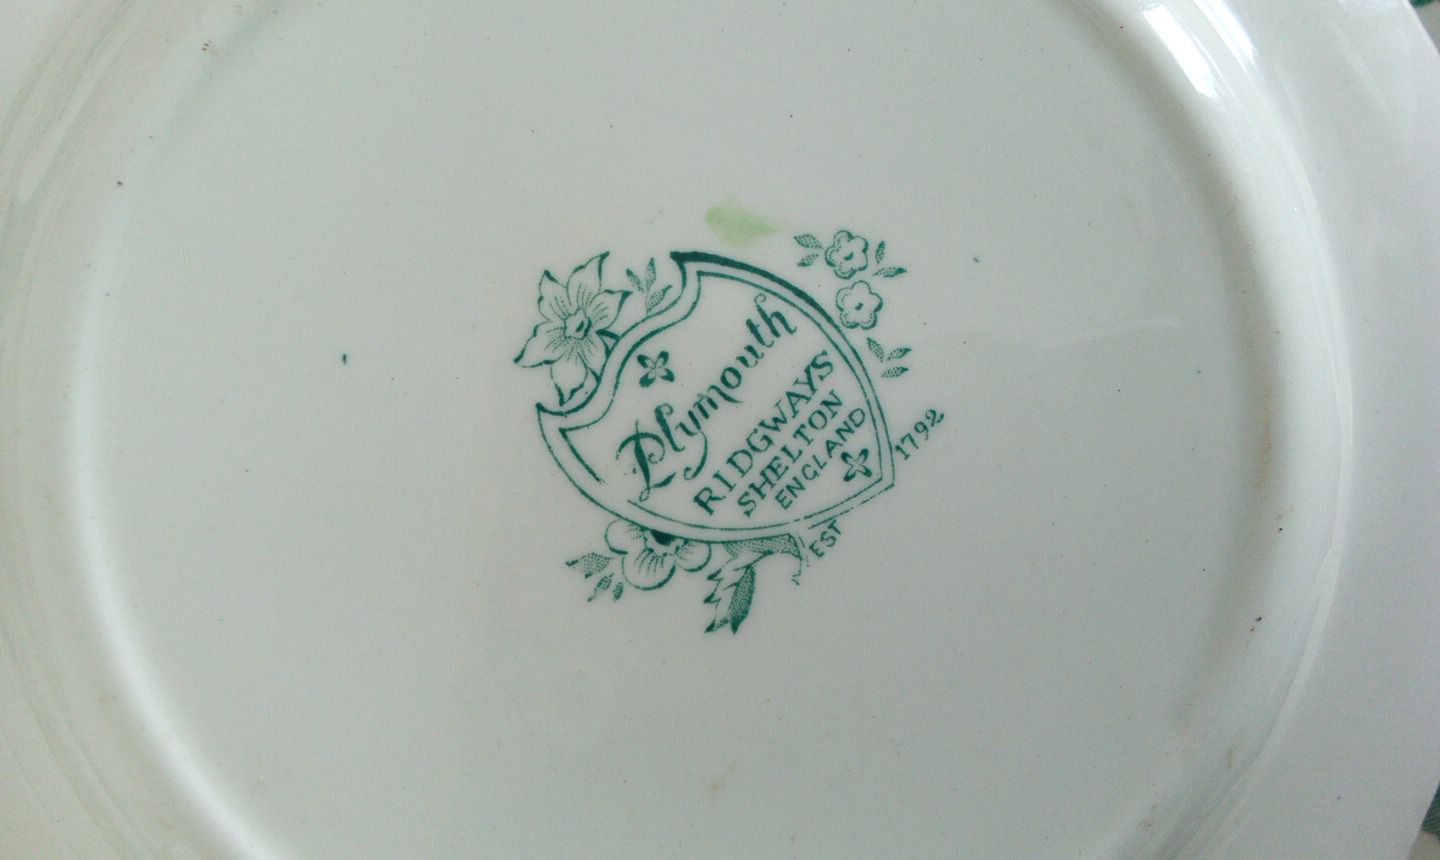 Plymouth
RIDGWAYS
SHELTON
ENGLAND
EST 1792